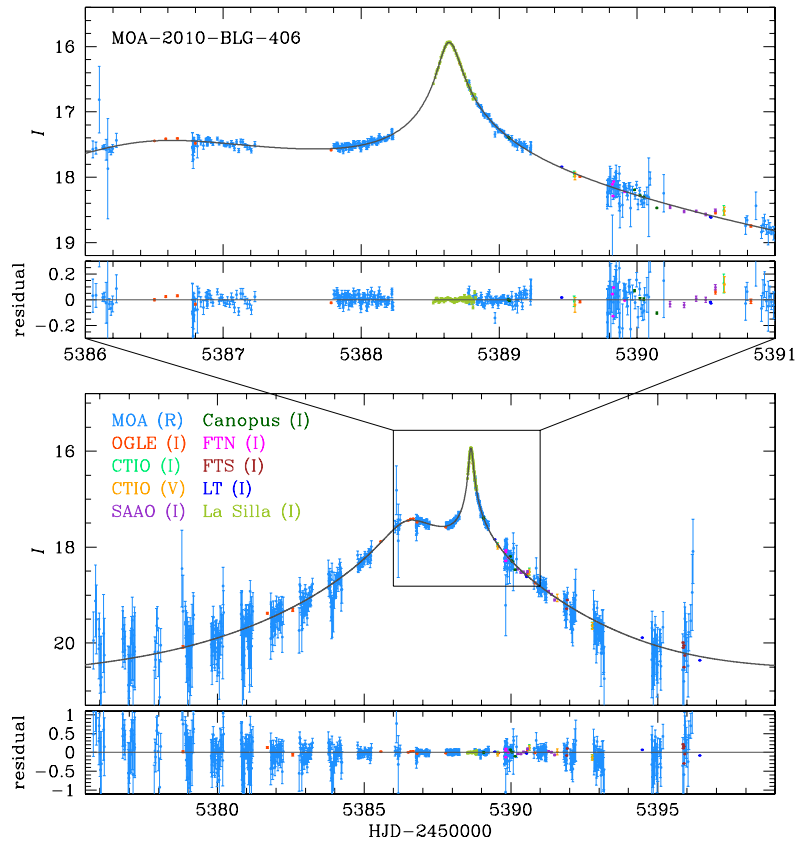 MOA-2010-BLG-406
16
17
18
19
I
0.2
0
-0.2
residual
5386 5387 5388 5389 5390 5391
MOA (R) Canopus (I)
OGLE (I) FTN (I)
CTIO (I) FTS (I)
CTIO (V) LT (I)
SAAO (I) La Silla (I)
16
18
20
I
1
0.5
0
-0.5
-1
residual
5380 5385 5390 5395
HJD-2450000